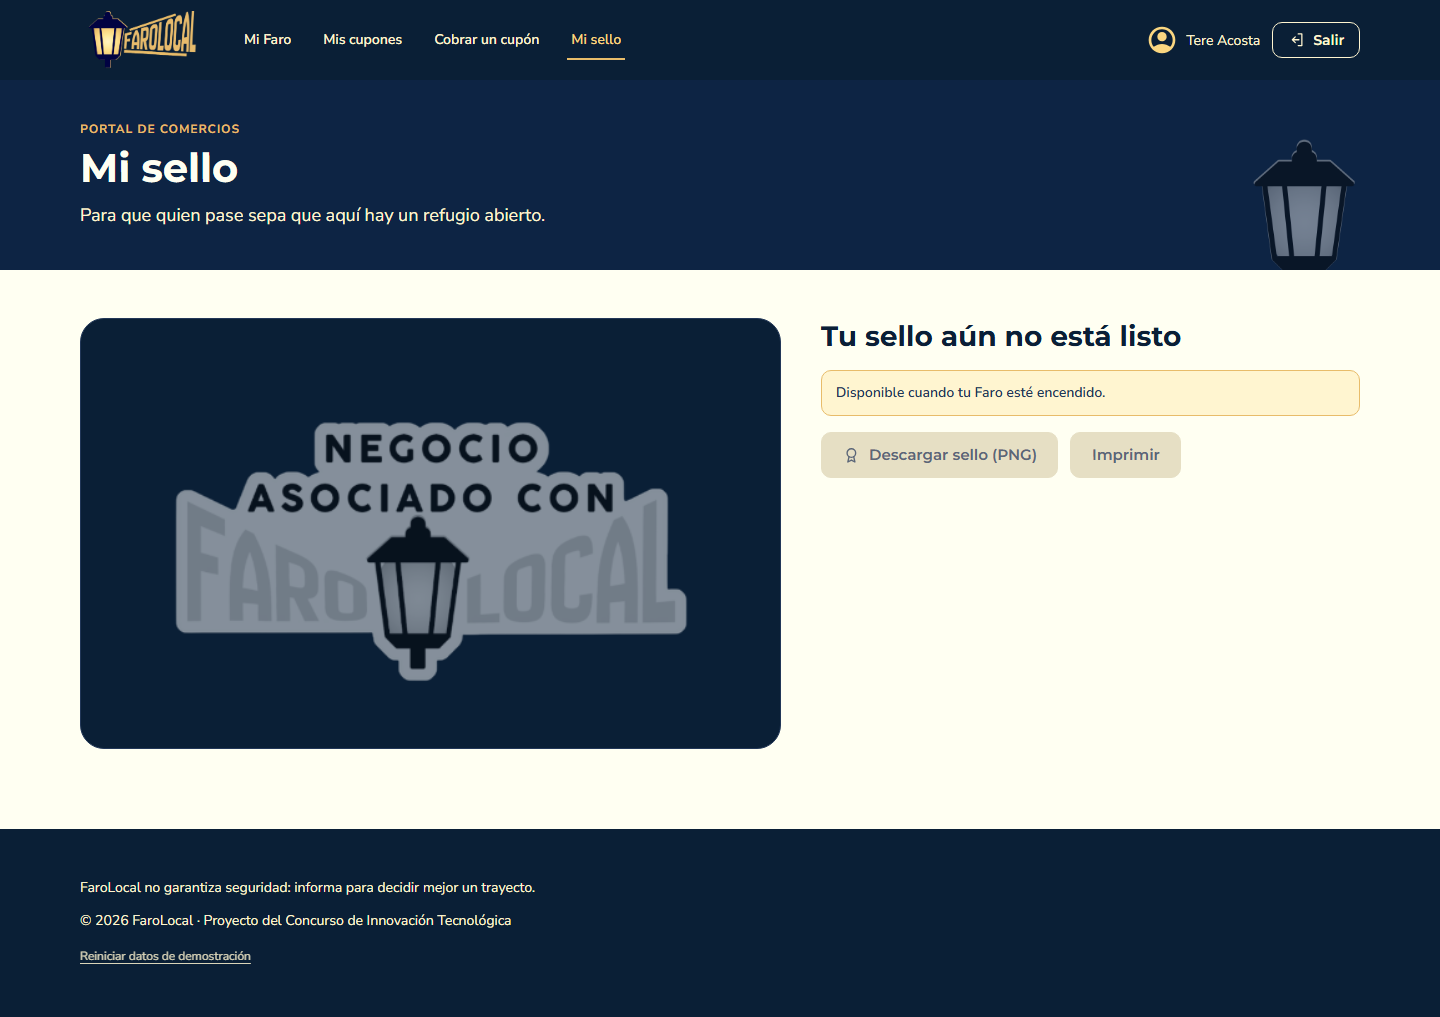 FAROLOCAL
Mi Faro
Mis cupones
Cobrar un cupón
Mi sello
Tere Acosta
Salir
PORTAL DE COMERCIOS
Mi sello
Para que quien pase sepa que aquí hay un refugio abierto.
NEGOCIO
ASOCIADO CON
FARO LOCAL
Tu sello aún no está listo
Disponible cuando tu Faro esté encendido.
Descargar sello (PNG)
Imprimir
FaroLocal no garantiza seguridad: informa para decidir mejor un trayecto.
© 2026 FaroLocal · Proyecto del Concurso de Innovación Tecnológica
Reiniciar datos de demostración